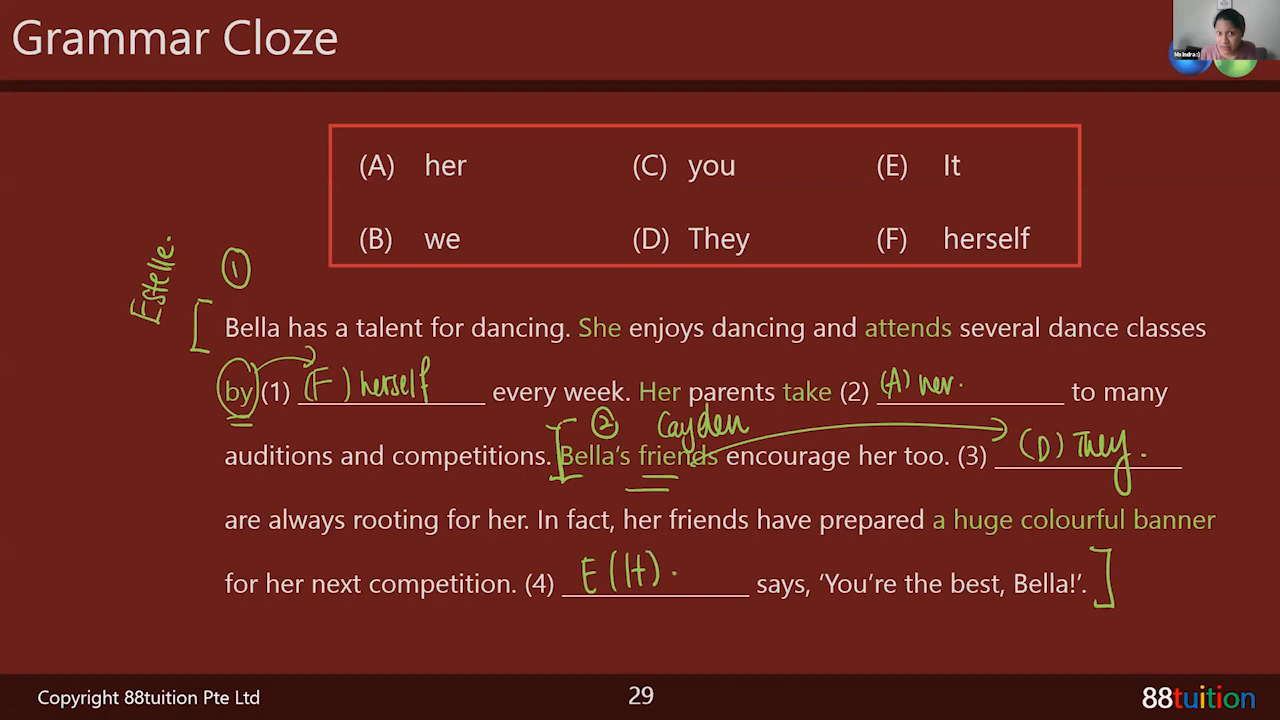 Grammar Cloze
Ms Indra :)
(A) her (C) you (E) It
(B) we (D) They (F) herself
Estelle.
1
Bella has a talent for dancing. She enjoys dancing and attends several dance classes
by (1) (F) herself every week. Her parents take (2) (A) her. to many
2 Cayden
auditions and competitions. Bella's friends encourage her too. (3) (D) They.
are always rooting for her. In fact, her friends have prepared a huge colourful banner
for her next competition. (4) E (It). says, ‘You’re the best, Bella!’.
Copyright 88tuition Pte Ltd
29
88tuition